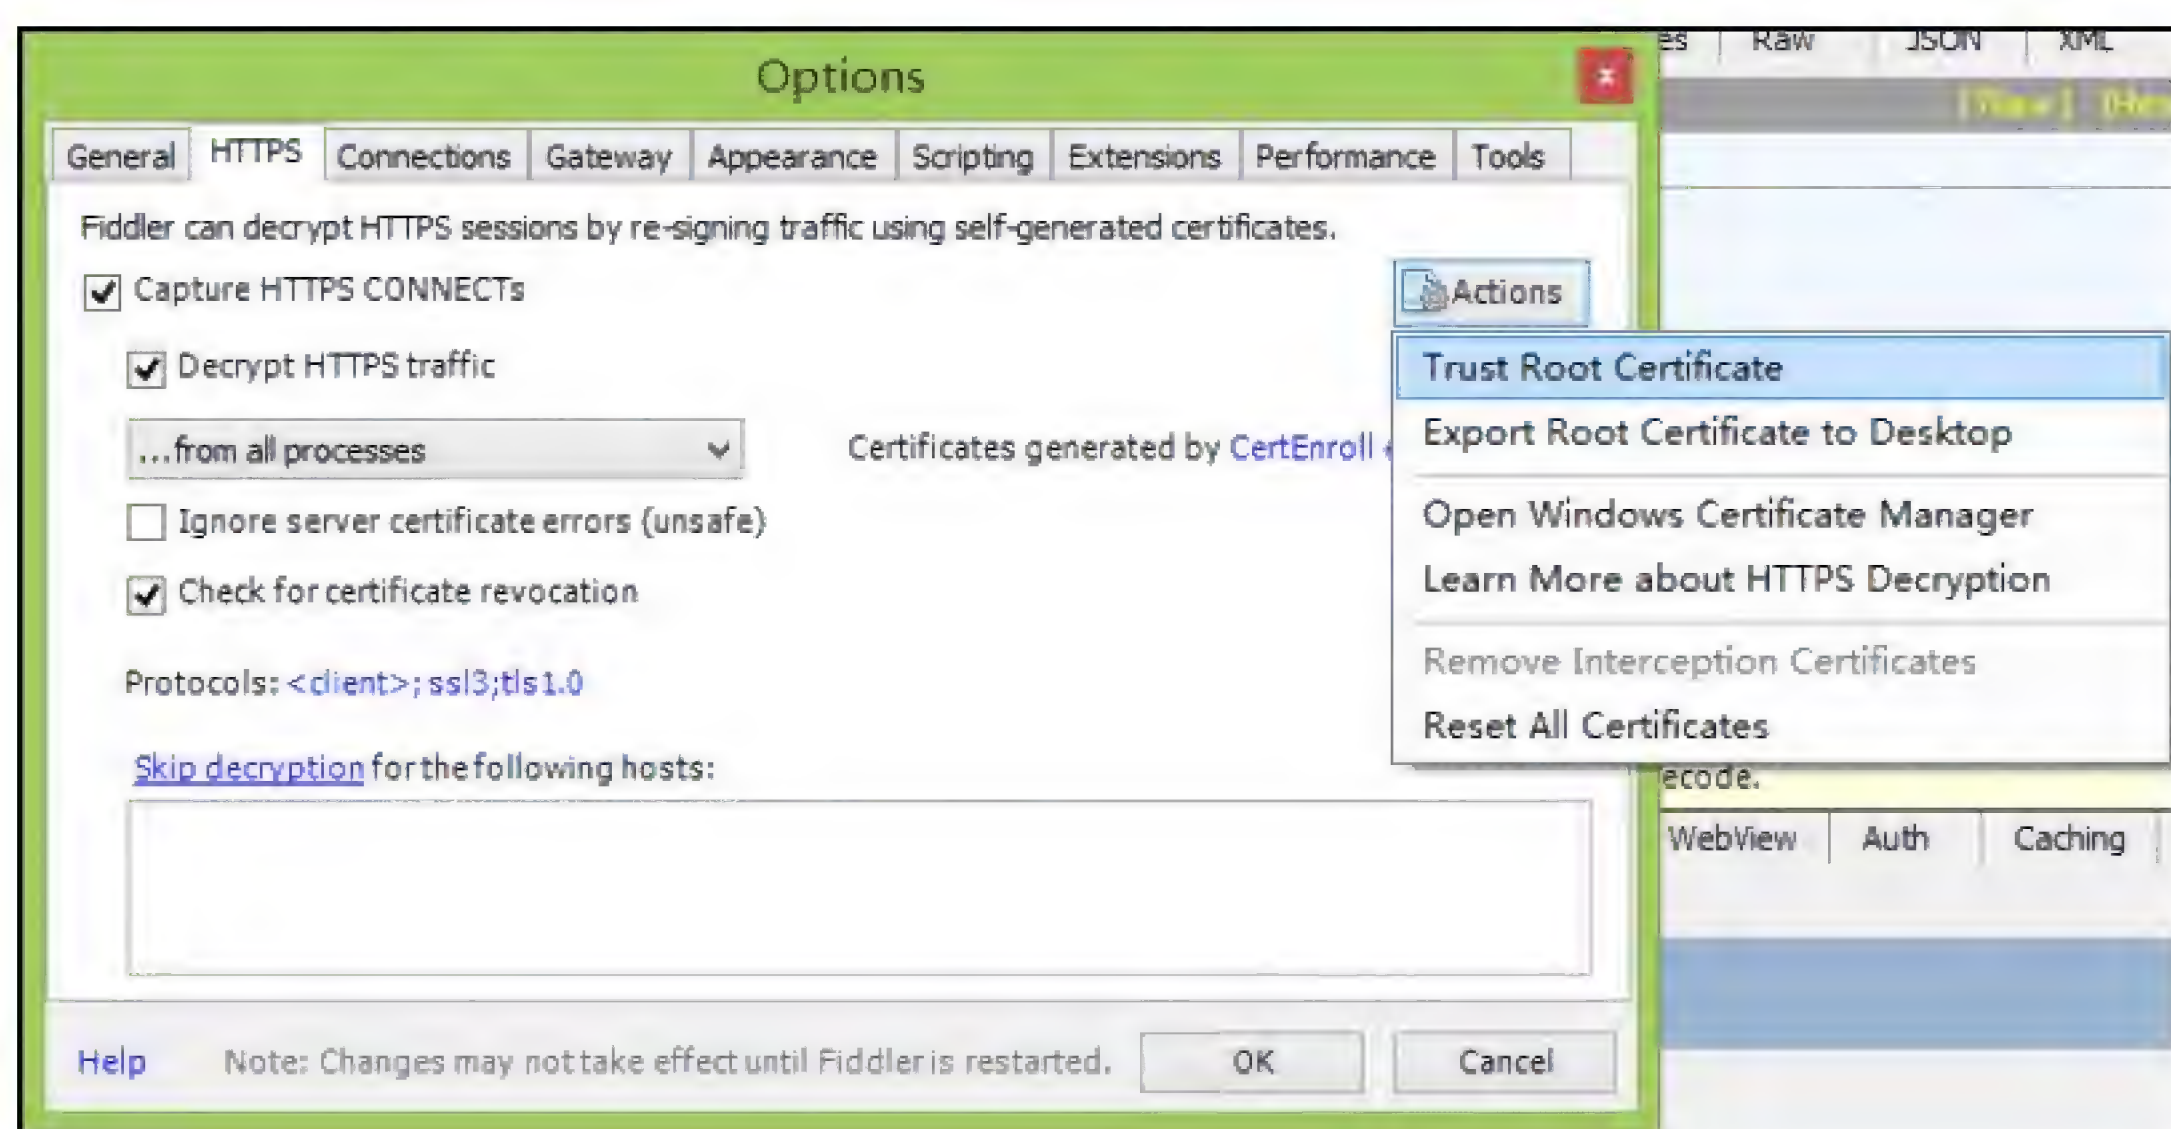 Options
Raw JSON XML
General HTTPS Connections Gateway Appearance Scripting Extensions Performance Tools
Fiddler can decrypt HTTPS sessions by re-signing traffic using self-generated certificates.
Capture HTTPS CONNECTs
Actions
Decrypt HTTPS traffic
Trust Root Certificate
...from all processes
Certificates generated by CertEnroll
Export Root Certificate to Desktop
Ignore server certificate errors (unsafe)
Open Windows Certificate Manager
Check for certificate revocation
Learn More about HTTPS Decryption
Remove Interception Certificates
Protocols: <client>;ssl3;tls1.0
Reset All Certificates
Skip decryption for the following hosts:
ecode.
WebView Auth Caching
Help Note: Changes may not take effect until Fiddler is restarted. OK Cancel